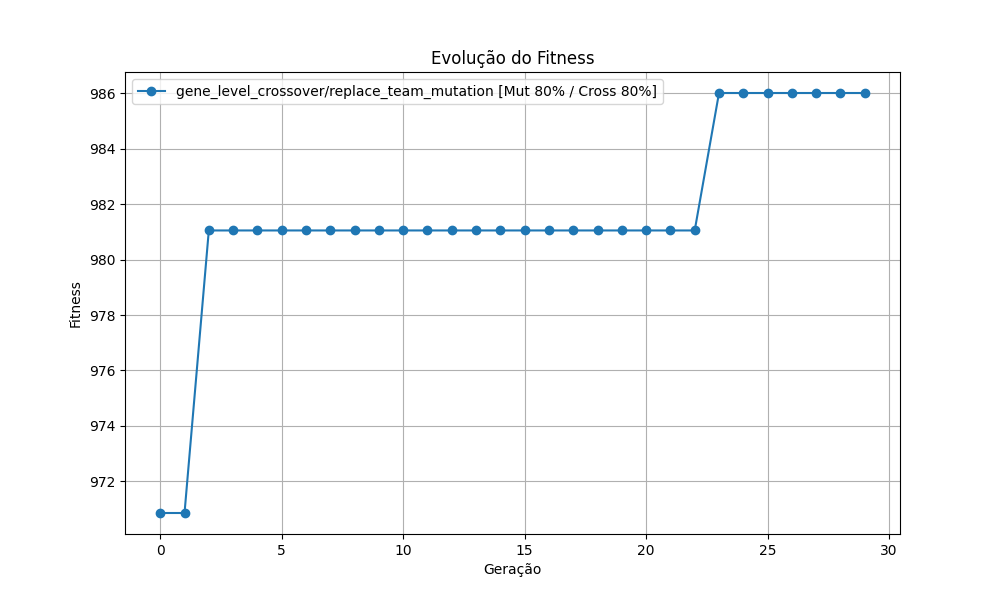 Evolução do Fitness
gene_level_crossover/replace_team_mutation [Mut 80% / Cross 80%]
986
984
982
980
978
976
974
972
Fitness
0 5 10 15 20 25 30
Geração